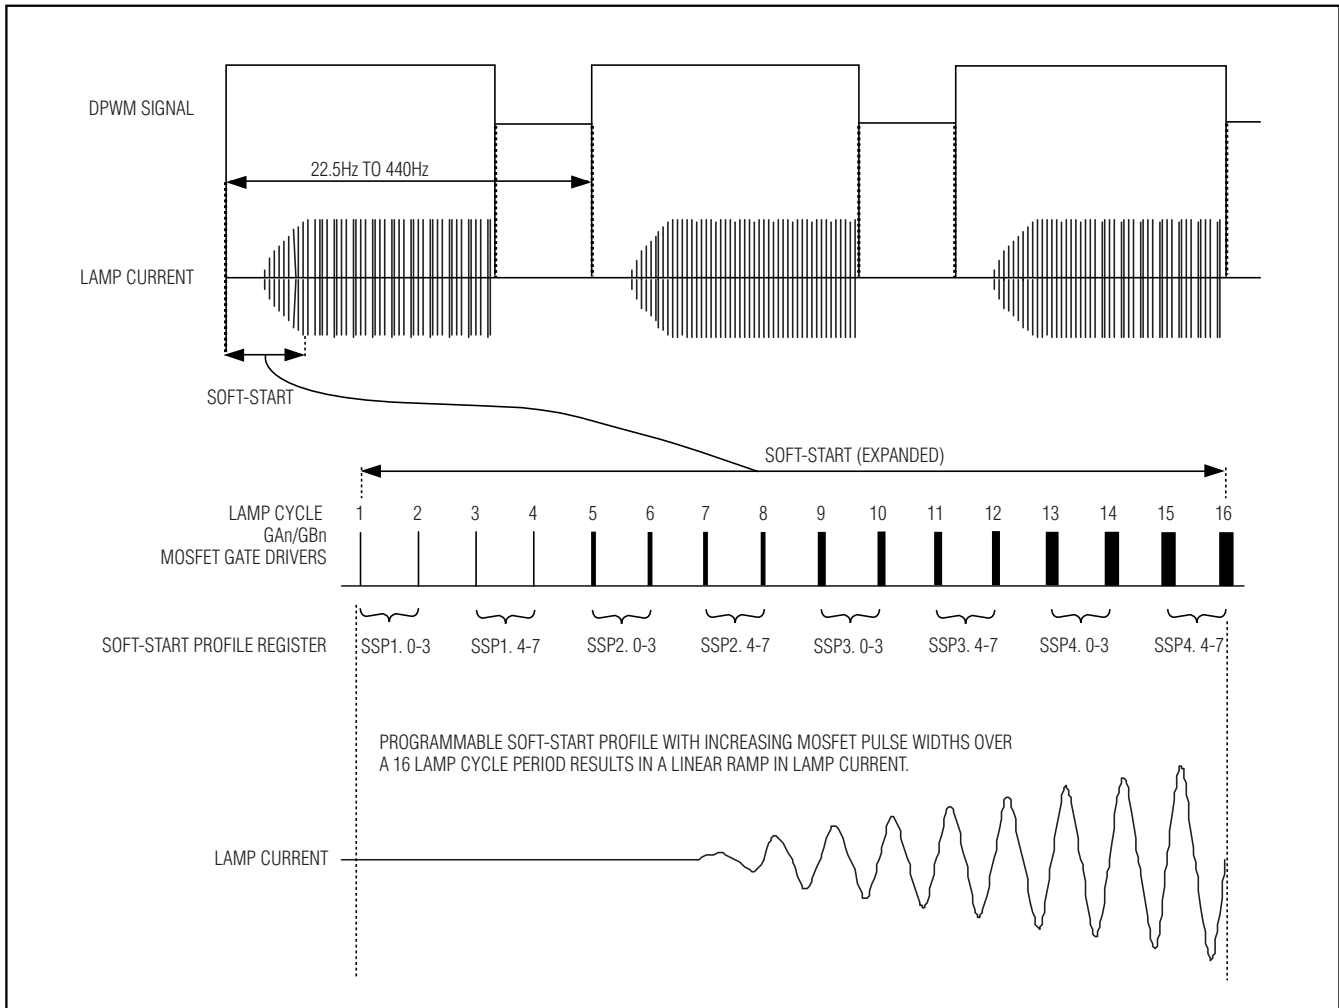 DPWM SIGNAL
22.5Hz TO 440Hz
LAMP CURRENT
SOFT-START
SOFT-START (EXPANDED)
LAMP CYCLE 1 2 3 4 5 6 7 8 9 10 11 12 13 14 15 16
GAn/GBn
MOSFET GATE DRIVERS
SOFT-START PROFILE REGISTER SSP1. 0-3 SSP1. 4-7 SSP2. 0-3 SSP2. 4-7 SSP3. 0-3 SSP3. 4-7 SSP4. 0-3 SSP4. 4-7
PROGRAMMABLE SOFT-START PROFILE WITH INCREASING MOSFET PULSE WIDTHS OVER
A 16 LAMP CYCLE PERIOD RESULTS IN A LINEAR RAMP IN LAMP CURRENT.
LAMP CURRENT